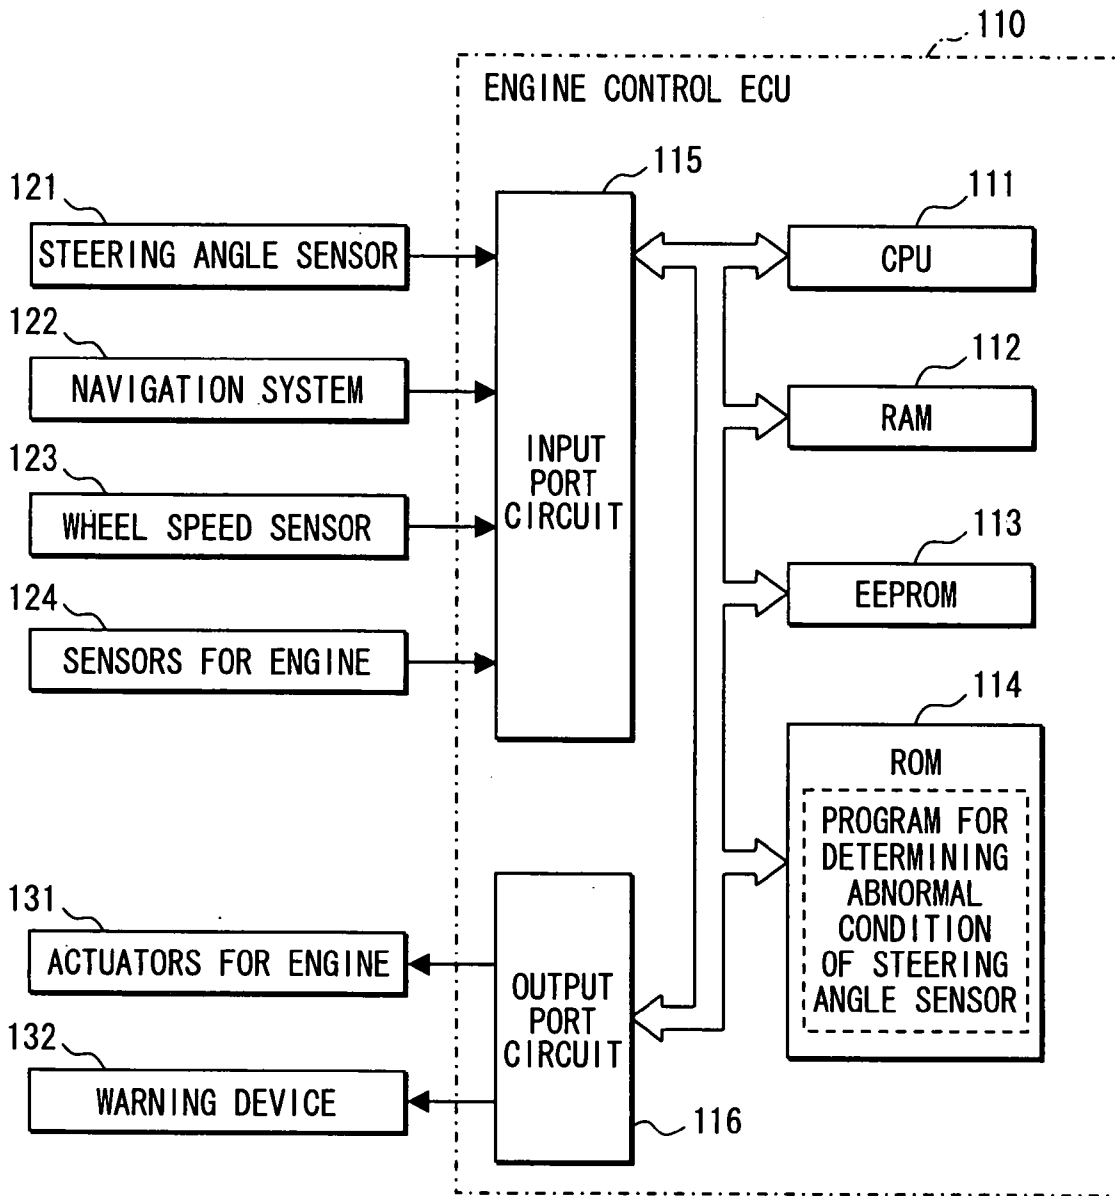 110
ENGINE CONTROL ECU
115
121
STEERING ANGLE SENSOR
122
NAVIGATION SYSTEM
123
WHEEL SPEED SENSOR
124
SENSORS FOR ENGINE
INPUT
PORT
CIRCUIT
111
CPU
112
RAM
113
EEPROM
114
ROM
PROGRAM FOR
DETERMINING
ABNORMAL
CONDITION
OF STEERING
ANGLE SENSOR
131
ACTUATORS FOR ENGINE
132
WARNING DEVICE
OUTPUT
PORT
CIRCUIT
116